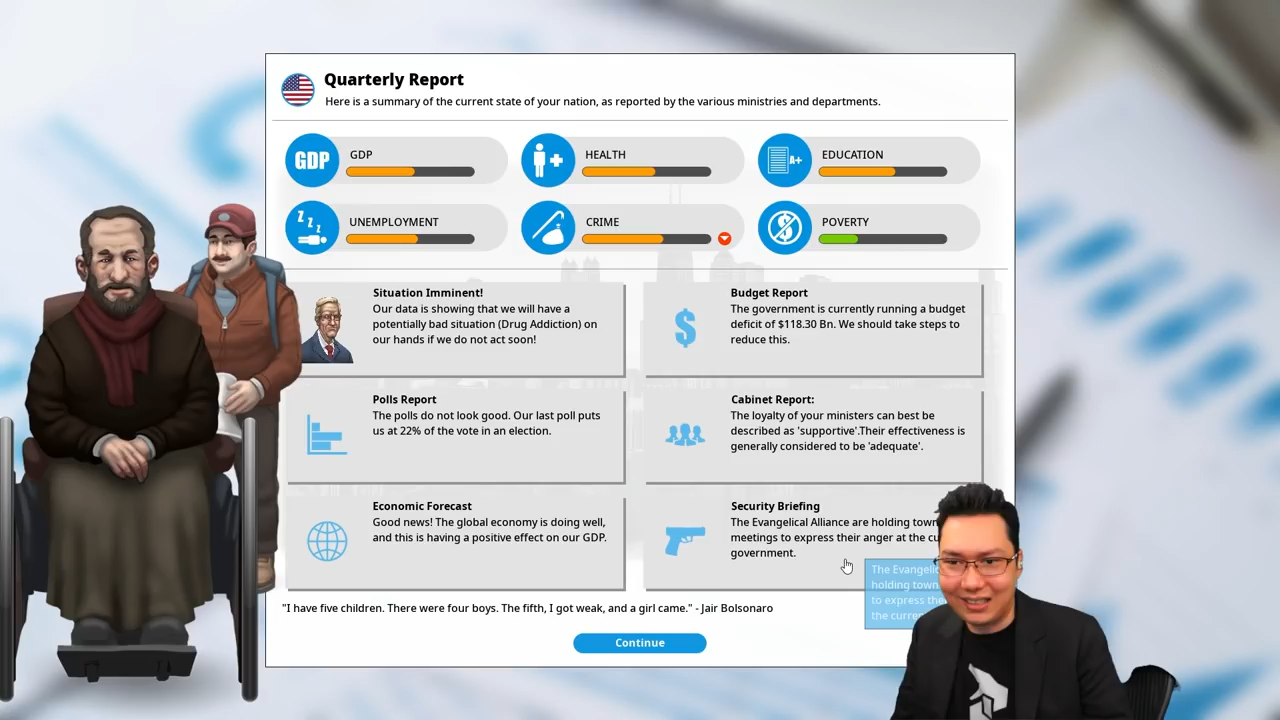 Quarterly Report
Here is a summary of the current state of your nation, as reported by the various ministries and departments.
GDP
GDP
HEALTH
A+
EDUCATION
Z Z Z
UNEMPLOYMENT
CRIME
$
POVERTY
Situation Imminent!
Our data is showing that we will have a
potentially bad situation (Drug Addiction) on
our hands if we do not act soon!
$
Budget Report
The government is currently running a budget
deficit of $118.30 Bn. We should take steps to
reduce this.
Polls Report
The polls do not look good. Our last poll puts
us at 22% of the vote in an election.
Cabinet Report:
The loyalty of your ministers can best be
described as 'supportive'.Their effectiveness is
generally considered to be 'adequate'.
Economic Forecast
Good news! The global economy is doing well,
and this is having a positive effect on our GDP.
Security Briefing
The Evangelical Alliance are holding town
meetings to express their anger at the
government.
The
holding town
to express
the
"I have five children. There were four boys. The fifth, I got weak, and a girl came." - Jair Bolsonaro
Continue